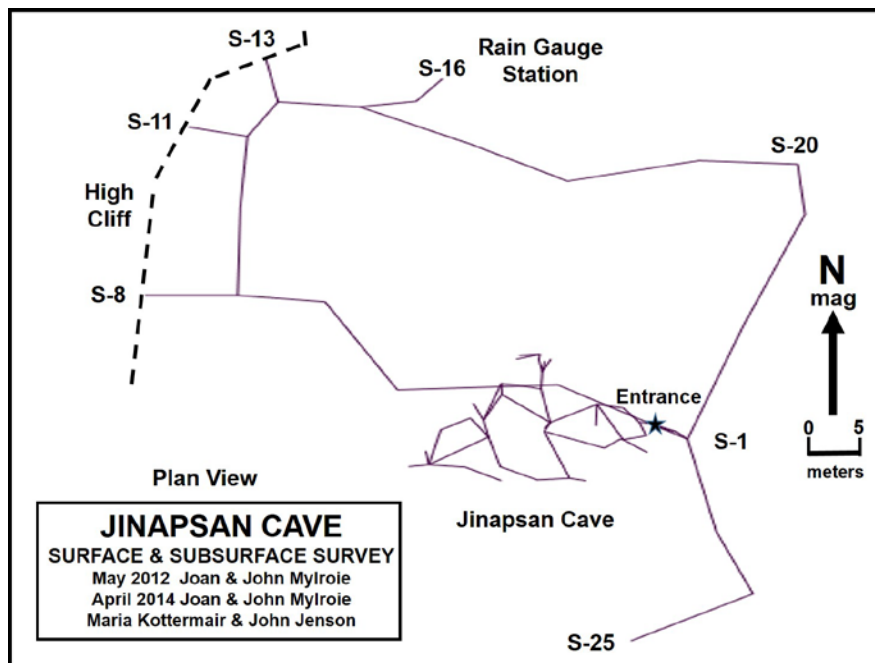 S-13
S-16
Rain Gauge
Station
S-11
S-20
High
Cliff
N
mag
S-8
Entrance
0 5
meters
S-1
Plan View
Jinapsan Cave
JINAPSAN CAVE
SURFACE & SUBSURFACE SURVEY
May 2012 Joan & John Mylroie
April 2014 Joan & John Mylroie
Maria Kottermair & John Jenson
S-25